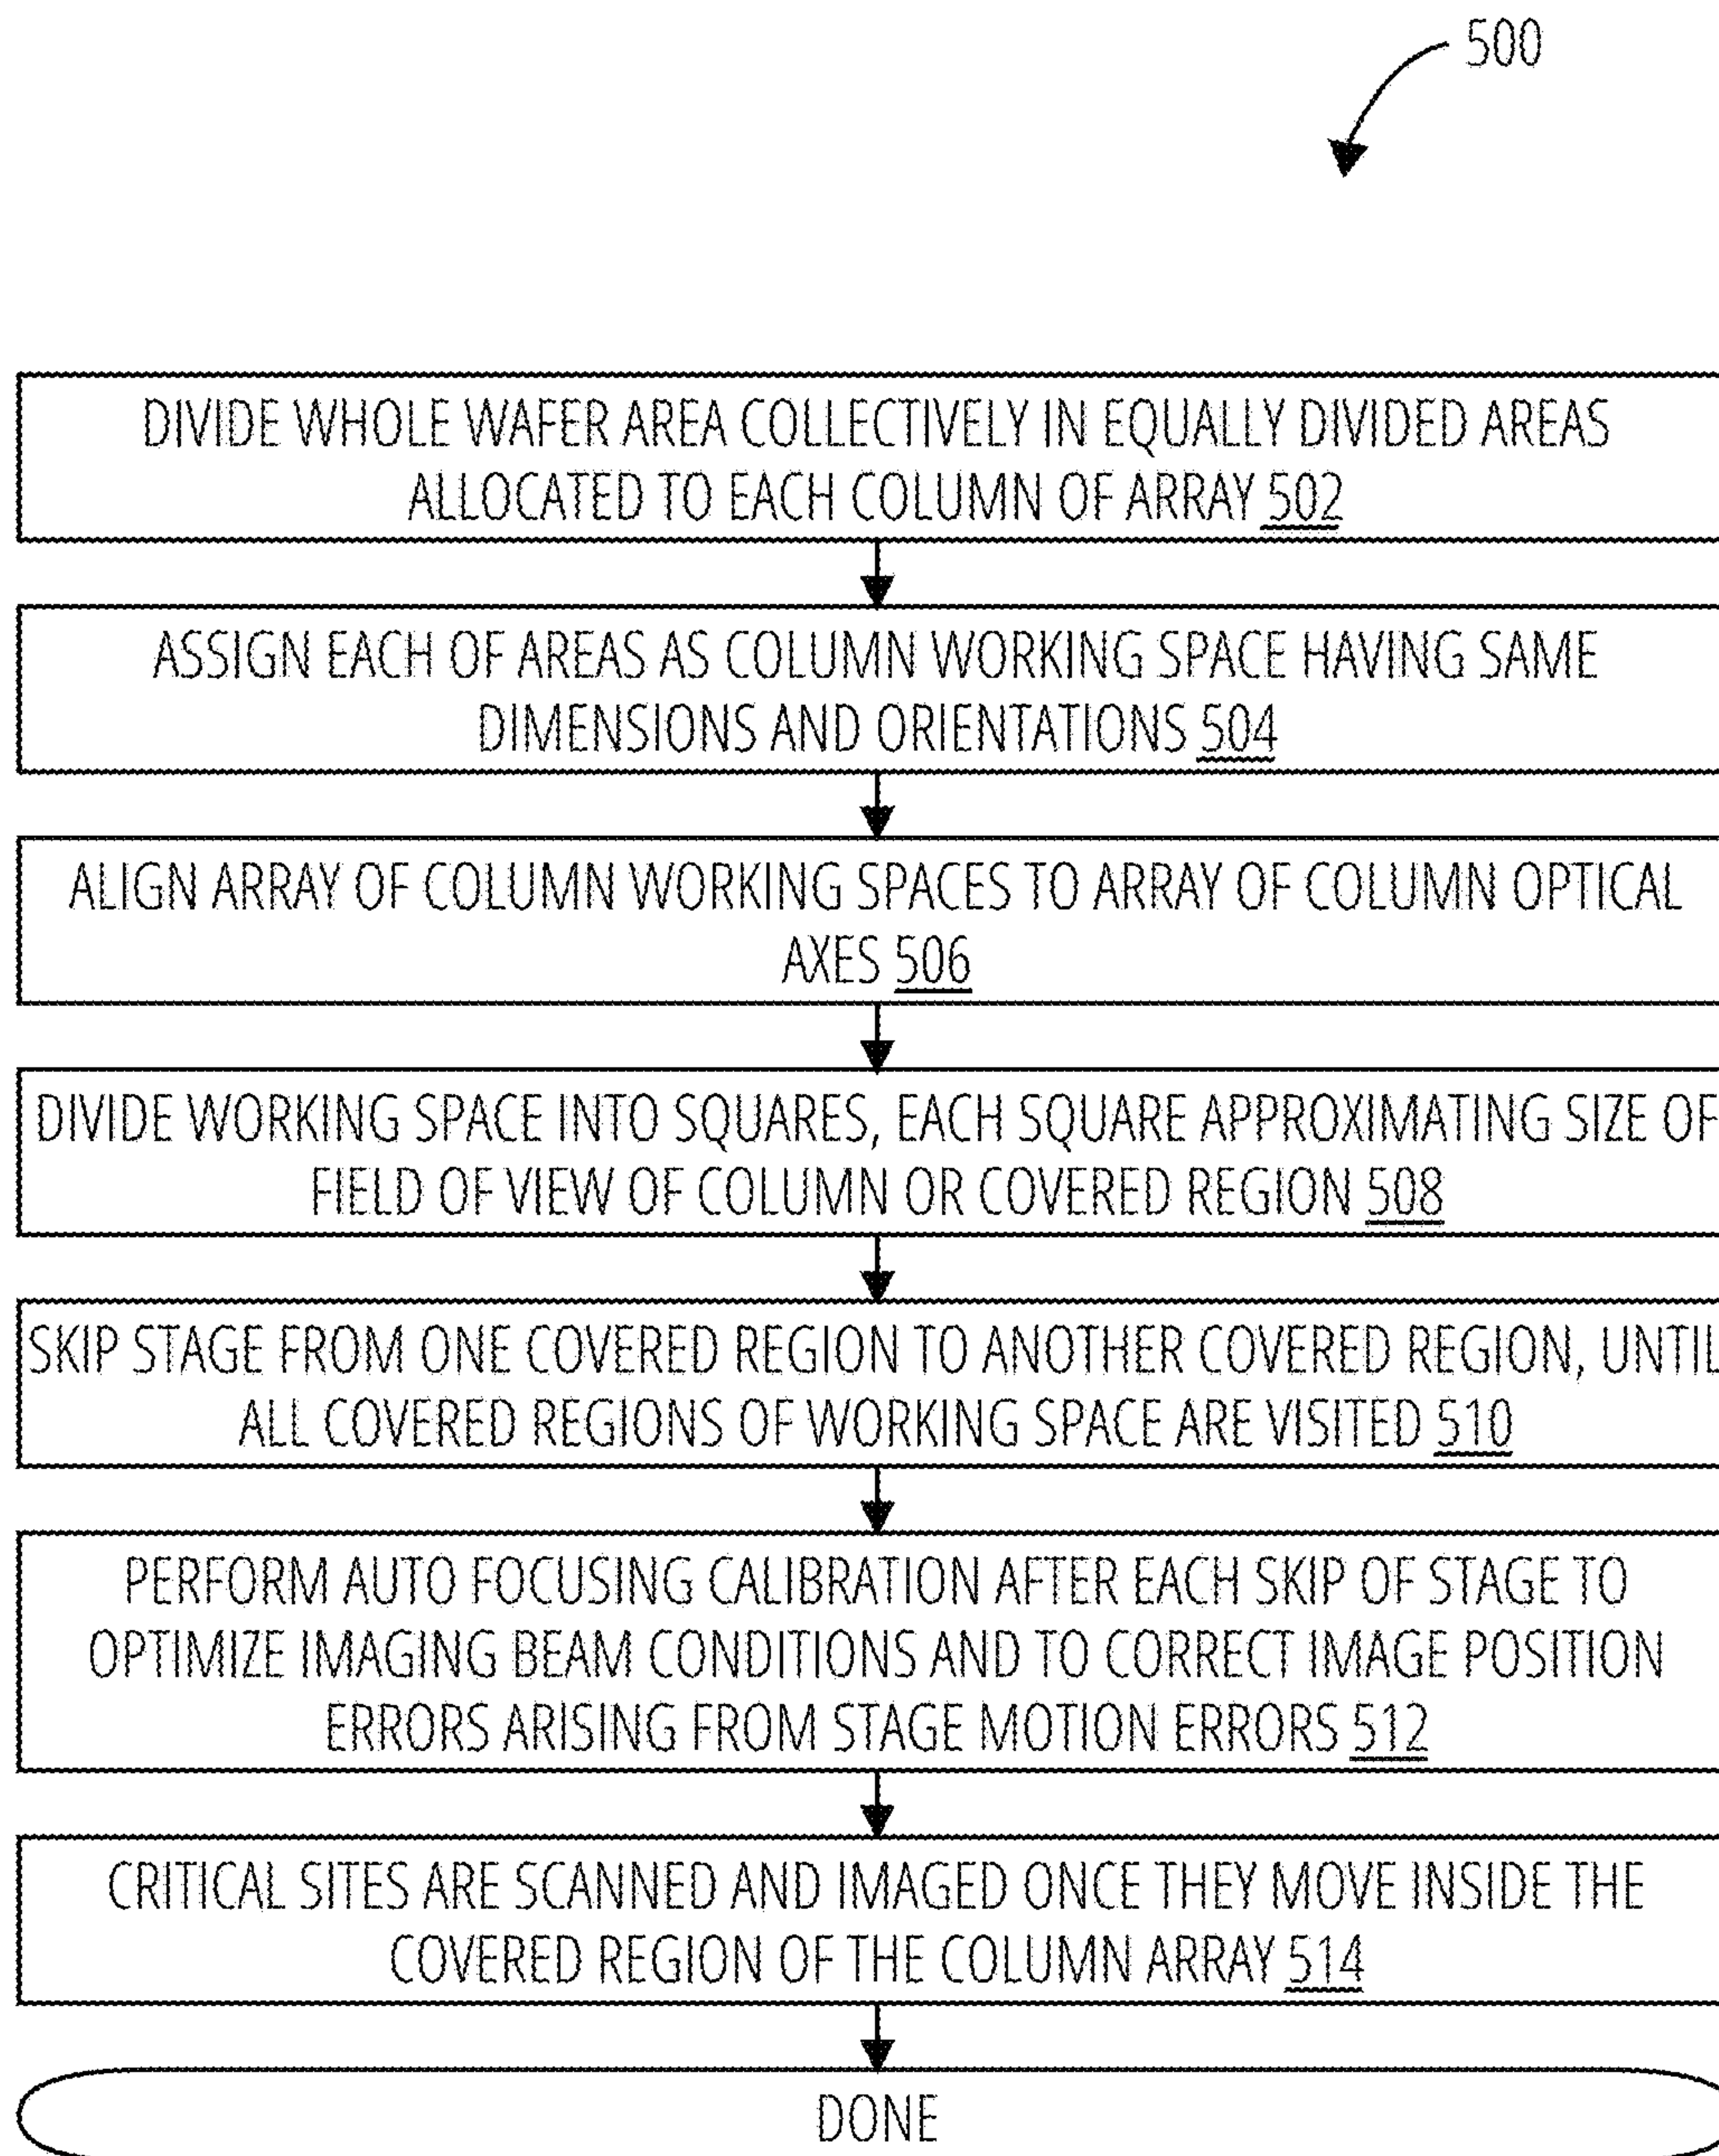 500
DIVIDE WHOLE WAFER AREA COLLECTIVELY IN EQUALLY DIVIDED AREAS
ALLOCATED TO EACH COLUMN OF ARRAY 502
ASSIGN EACH OF AREAS AS COLUMN WORKING SPACE HAVING SAME
DIMENSIONS AND ORIENTATIONS 504
ALIGN ARRAY OF COLUMN WORKING SPACES TO ARRAY OF COLUMN OPTICAL
AXES 506
DIVIDE WORKING SPACE INTO SQUARES, EACH SQUARE APPROXIMATING SIZE OF
FIELD OF VIEW OF COLUMN OR COVERED REGION 508
SKIP STAGE FROM ONE COVERED REGION TO ANOTHER COVERED REGION, UNTIL
ALL COVERED REGIONS OF WORKING SPACE ARE VISITED 510
PERFORM AUTO FOCUSING CALIBRATION AFTER EACH SKIP OF STAGE TO
OPTIMIZE IMAGING BEAM CONDITIONS AND TO CORRECT IMAGE POSITION
ERRORS ARISING FROM STAGE MOTION ERRORS 512
CRITICAL SITES ARE SCANNED AND IMAGED ONCE THEY MOVE INSIDE THE
COVERED REGION OF THE COLUMN ARRAY 514
DONE